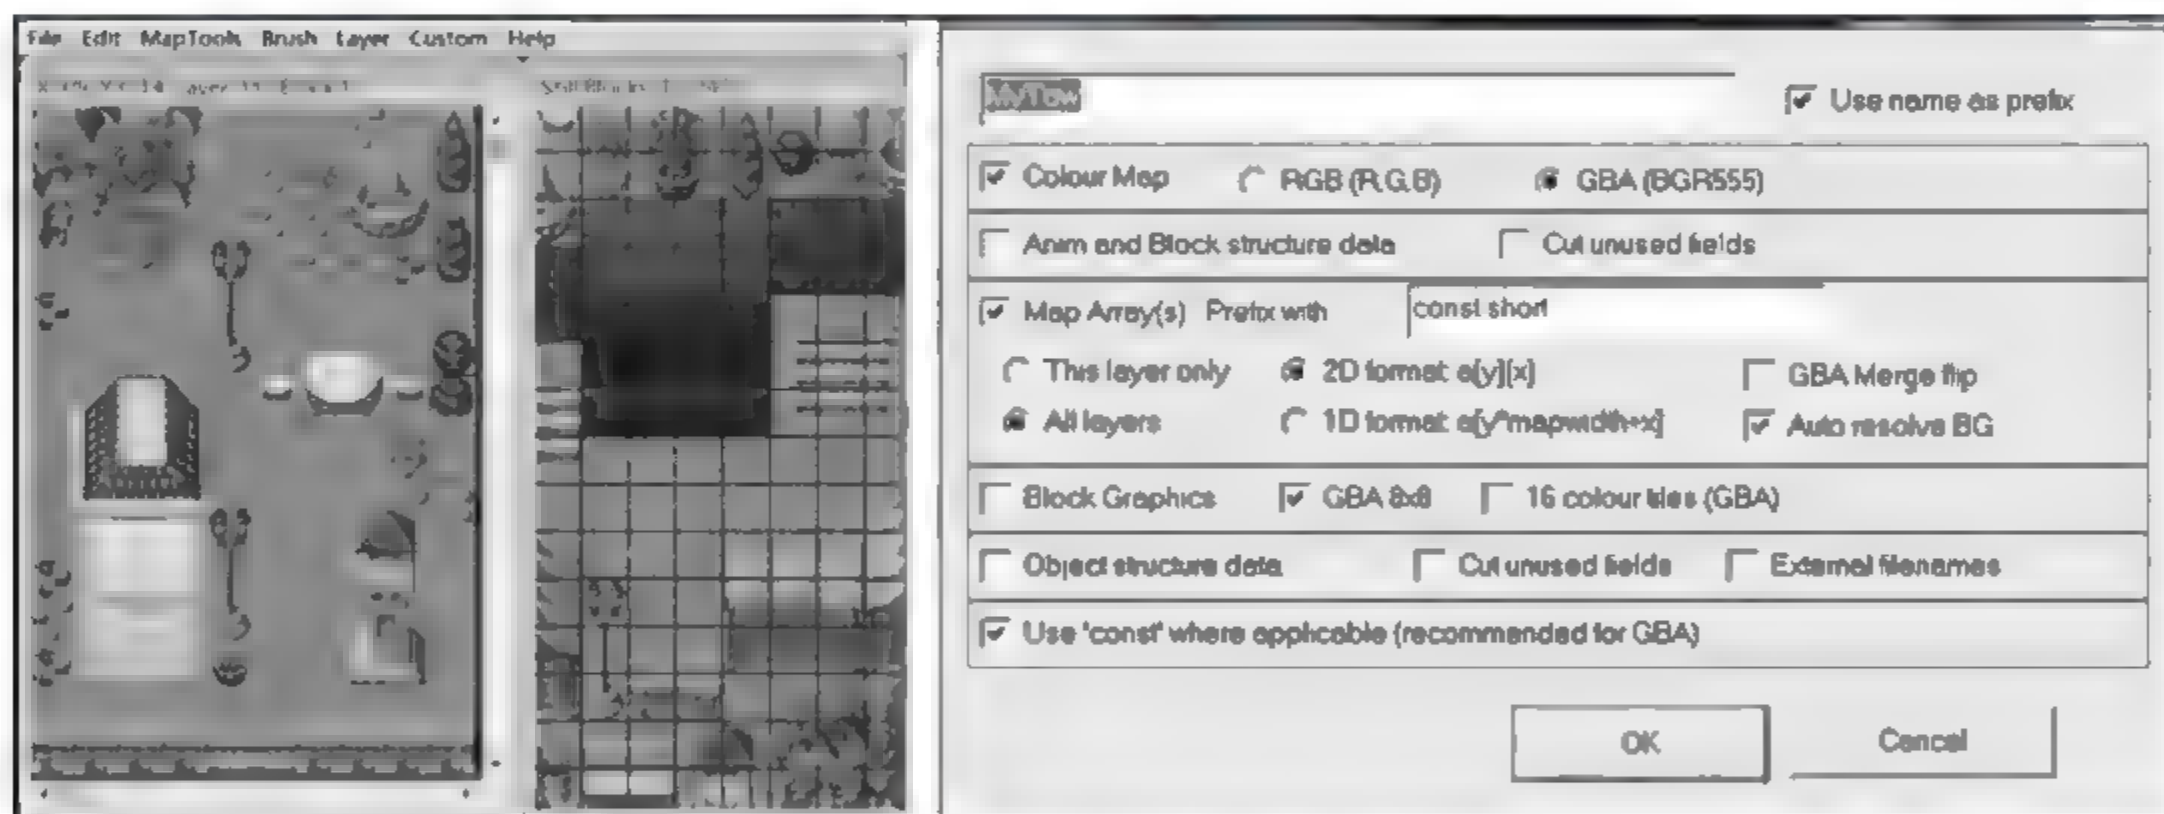 File Edit MapTools Brush Layer Custom Help
Use name as prefix
Colour Map RGB (R,G,B) GBA (BGR555)
Anim and Block structure data Cut unused fields
Map Array(s) Prefix with const short
This layer only 2D format a[y][x] GBA Merge flip
All layers 1D format a[y*mapwidth+x] Auto resolve BG
Block Graphics GBA 8x8 16 colour tiles (GBA)
Object structure data Cut unused fields External filenames
Use 'const' where applicable (recommended for GBA)
OK Cancel